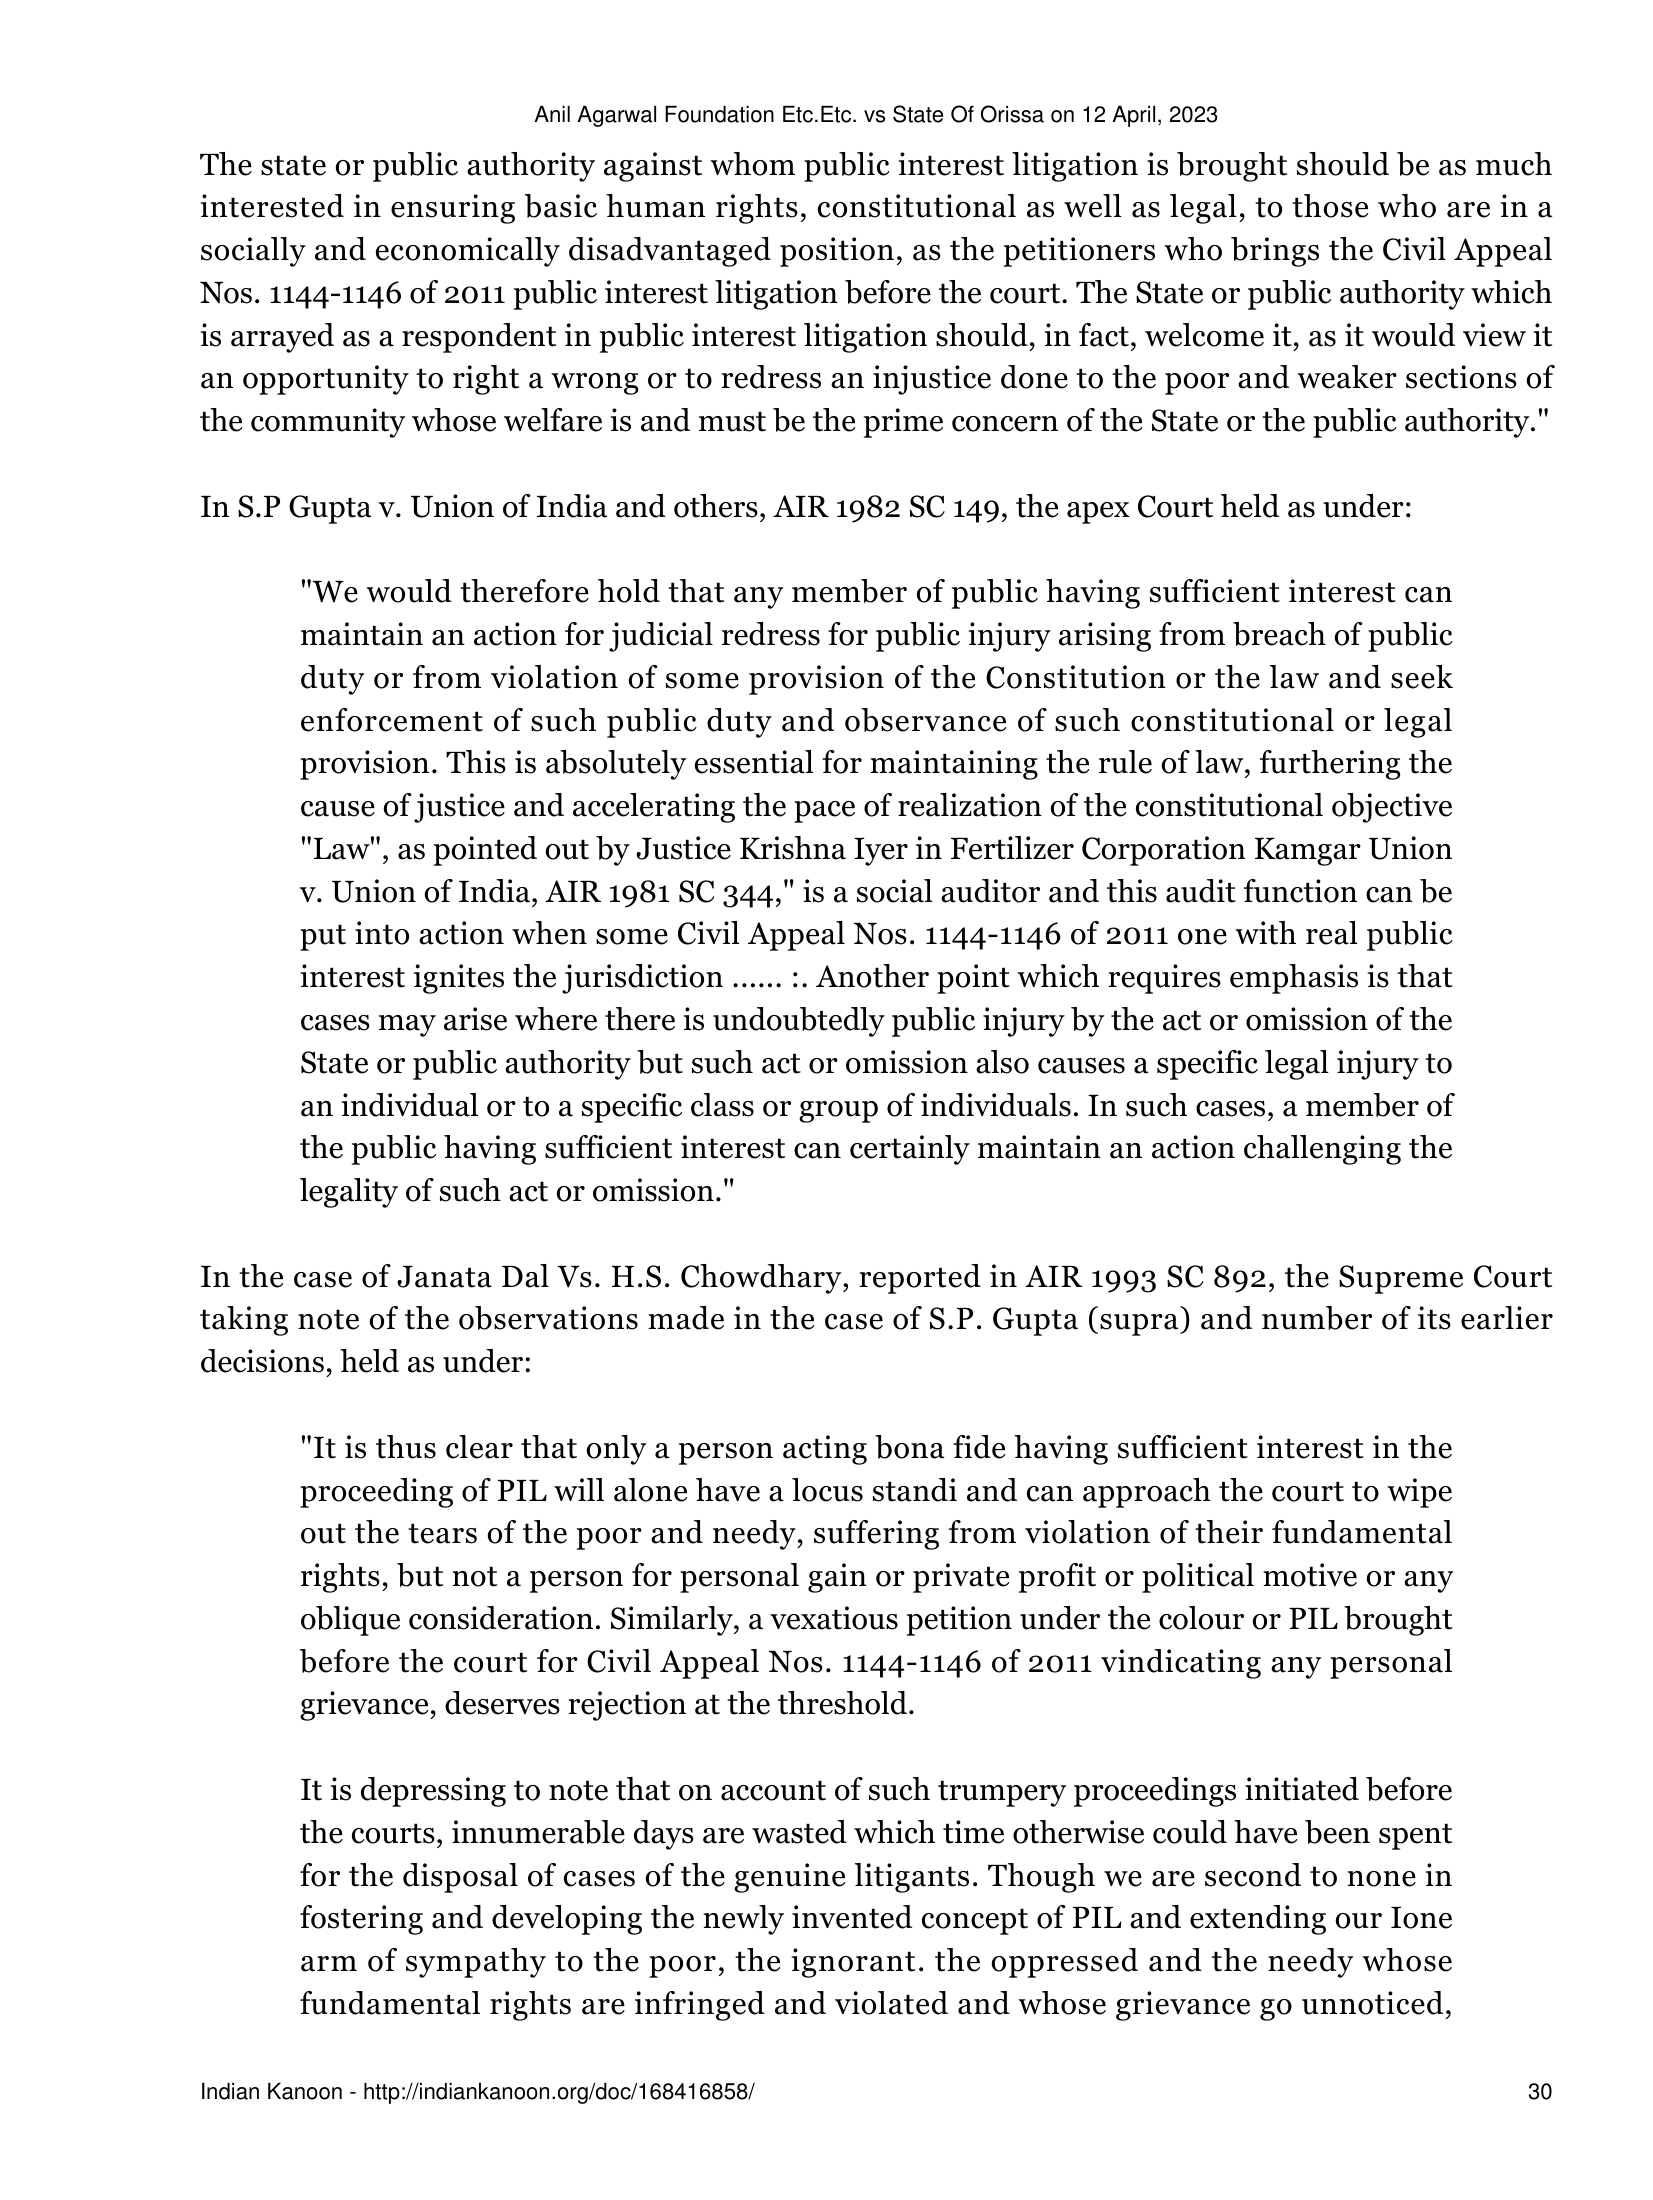 Anil Agarwal Foundation Etc.Etc. vs State Of Orissa on 12 April, 2023
The state or public authority against whom public interest litigation is brought should be as much
interested in ensuring basic human rights, constitutional as well as legal, to those who are in a
socially and economically disadvantaged position, as the petitioners who brings the Civil Appeal
Nos. 1144-1146 of 2011 public interest litigation before the court. The State or public authority which
is arrayed as a respondent in public interest litigation should, in fact, welcome it, as it would view it
an opportunity to right a wrong or to redress an injustice done to the poor and weaker sections of
the community whose welfare is and must be the prime concern of the State or the public authority."
In S.P Gupta v. Union of India and others, AIR 1982 SC 149, the apex Court held as under:
"We would therefore hold that any member of public having sufficient interest can
maintain an action for judicial redress for public injury arising from breach of public
duty or from violation of some provision of the Constitution or the law and seek
enforcement of such public duty and observance of such constitutional or legal
provision. This is absolutely essential for maintaining the rule of law, furthering the
cause of justice and accelerating the pace of realization of the constitutional objective
"Law", as pointed out by Justice Krishna Iyer in Fertilizer Corporation Kamgar Union
v. Union of India, AIR 1981 SC 344," is a social auditor and this audit function can be
put into action when some Civil Appeal Nos. 1144-1146 of 2011 one with real public
interest ignites the jurisdiction ...... :. Another point which requires emphasis is that
cases may arise where there is undoubtedly public injury by the act or omission of the
State or public authority but such act or omission also causes a specific legal injury to
an individual or to a specific class or group of individuals. In such cases, a member of
the public having sufficient interest can certainly maintain an action challenging the
legality of such act or omission."
In the case of Janata Dal Vs. H.S. Chowdhary, reported in AIR 1993 SC 892, the Supreme Court
taking note of the observations made in the case of S.P. Gupta (supra) and number of its earlier
decisions, held as under:
"It is thus clear that only a person acting bona fide having sufficient interest in the
proceeding of PIL will alone have a locus standi and can approach the court to wipe
out the tears of the poor and needy, suffering from violation of their fundamental
rights, but not a person for personal gain or private profit or political motive or any
oblique consideration. Similarly, a vexatious petition under the colour or PIL brought
before the court for Civil Appeal Nos. 1144-1146 of 2011 vindicating any personal
grievance, deserves rejection at the threshold.
It is depressing to note that on account of such trumpery proceedings initiated before
the courts, innumerable days are wasted which time otherwise could have been spent
for the disposal of cases of the genuine litigants. Though we are second to none in
fostering and developing the newly invented concept of PIL and extending our Ione
arm of sympathy to the poor, the ignorant. the oppressed and the needy whose
fundamental rights are infringed and violated and whose grievance go unnoticed,
Indian Kanoon - http://indiankanoon.org/doc/168416858/ 30